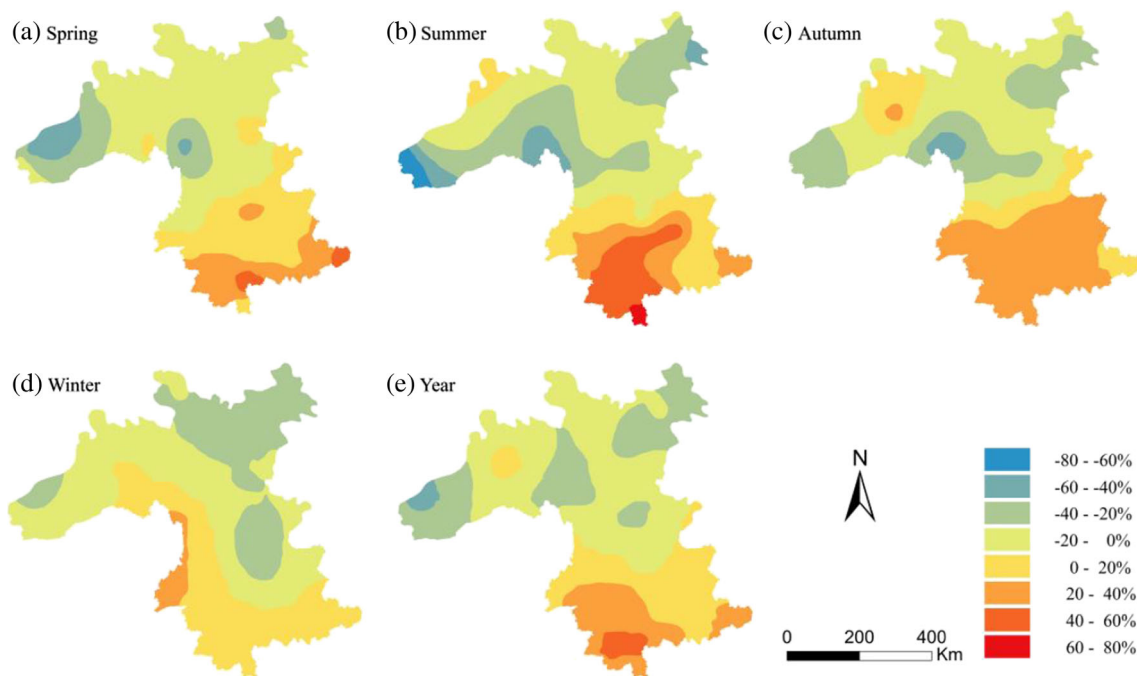 (a) Spring
(b) Summer
(c) Autumn
(d) Winter
(e) Year
N
0 200 400
Km
-80 - -60%
-60 - -40%
-40 - -20%
-20 - 0%
0 - 20%
20 - 40%
40 - 60%
60 - 80%